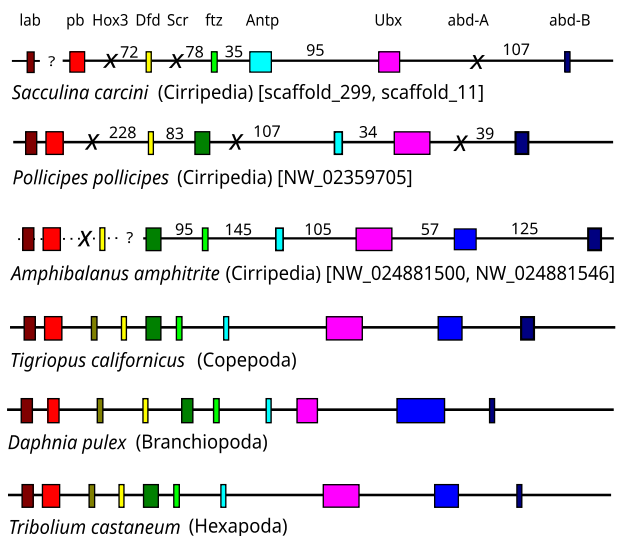 lab pb Hox3 Dfd Scr ftz Antp Ubx abd-A abd-B
? X 72 X 78 35 95 X 107
Sacculina carcini (Cirripedia) [scaffold_299, scaffold_11]
X 228 83 X 107 34 X 39
Pollicipes pollicipes (Cirripedia) [NW_02359705]
X ? 95 145 105 57 125
Amphibalanus amphitrite (Cirripedia) [NW_024881500, NW_024881546]
Tigriopus californicus (Copepoda)
Daphnia pulex (Branchiopoda)
Tribolium castaneum (Hexapoda)